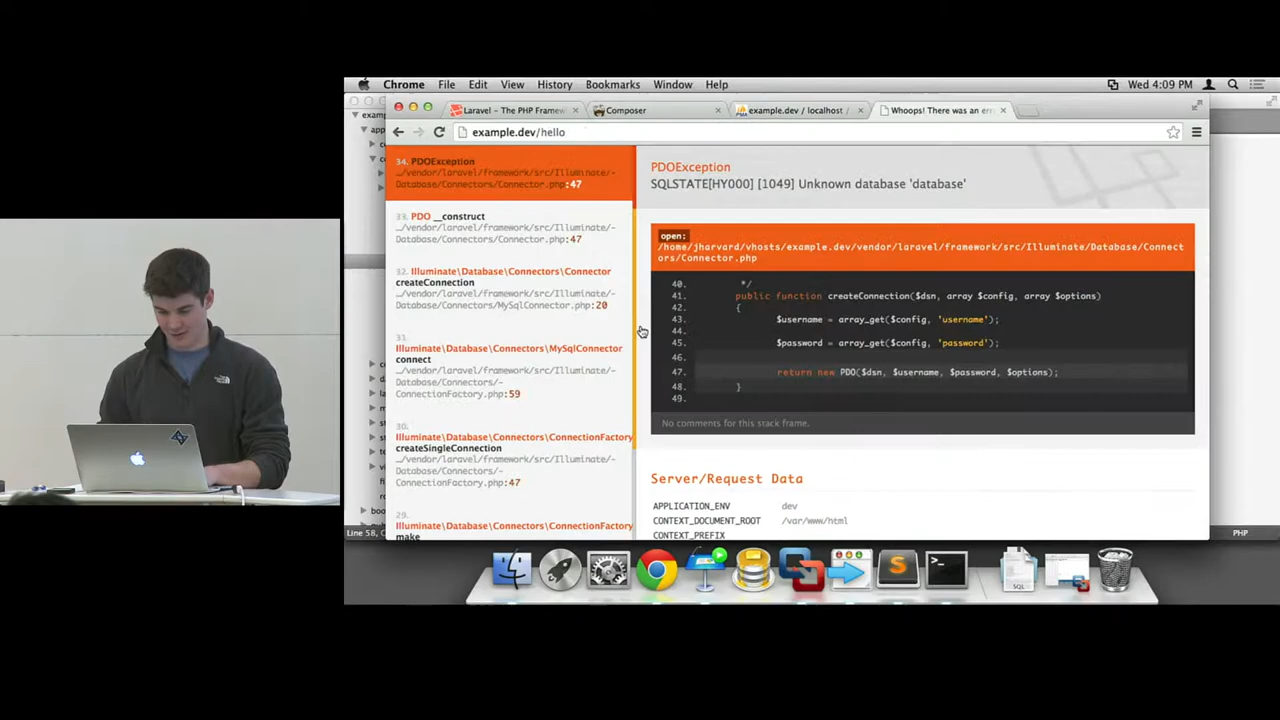 Chrome File Edit View History Bookmarks Window Help Wed 4:09 PM
Laravel – The PHP Framew Composer example.dev / localhost / Whoops! There was an err
example.dev/hello
34. PDOException
…/vendor/laravel/framework/src/Illuminate/-
Database/Connectors/Connector.php:47
33. PDO __construct
…/vendor/laravel/framework/src/Illuminate/-
Database/Connectors/Connector.php:47
32. Illuminate\Database\Connectors\Connector
createConnection
…/vendor/laravel/framework/src/Illuminate/-
Database/Connectors/MySqlConnector.php:20
31.
Illuminate\Database\Connectors\MySqlConnector
connect
…/vendor/laravel/framework/src/Illuminate/-
Database/Connectors/-
ConnectionFactory.php:59
30.
Illuminate\Database\Connectors\ConnectionFactory
createSingleConnection
…/vendor/laravel/framework/src/Illuminate/-
Database/Connectors/-
ConnectionFactory.php:47
29.
Illuminate\Database\Connectors\ConnectionFactory
make
PDOException
SQLSTATE[HY000] [1049] Unknown database 'database'
open:
/home/jharvard/vhosts/example.dev/vendor/laravel/framework/src/Illuminate/Database/Connect
ors/Connector.php
40. */
41. public function createConnection($dsn, array $config, array $options)
42. {
43. $username = array_get($config, 'username');
44.
45. $password = array_get($config, 'password');
46.
47. return new PDO($dsn, $username, $password, $options);
48. }
49.
No comments for this stack frame.
Server/Request Data
APPLICATION_ENV dev
CONTEXT_DOCUMENT_ROOT /var/www/html
CONTEXT_PREFIX
Line 58, PHP
SQL